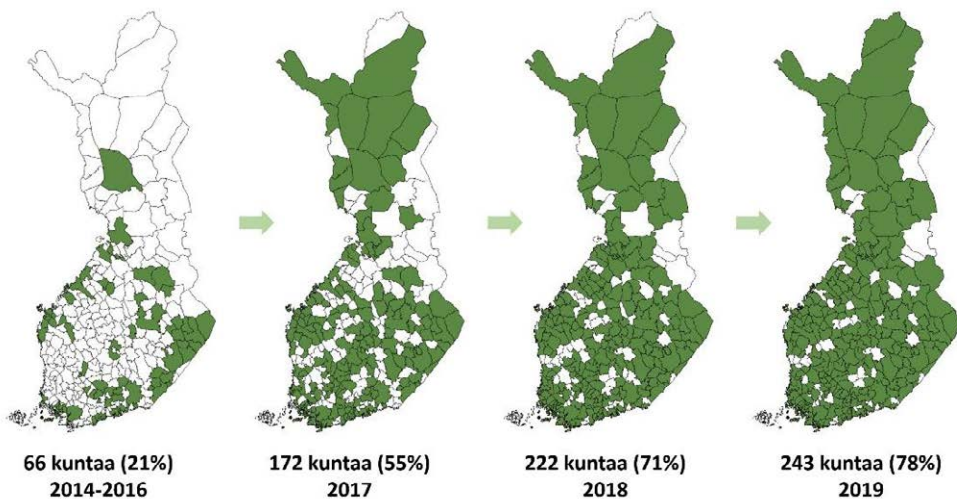 66 kuntaa (21%)
2014-2016
172 kuntaa (55%)
2017
222 kuntaa (71%)
2018
243 kuntaa (78%)
2019